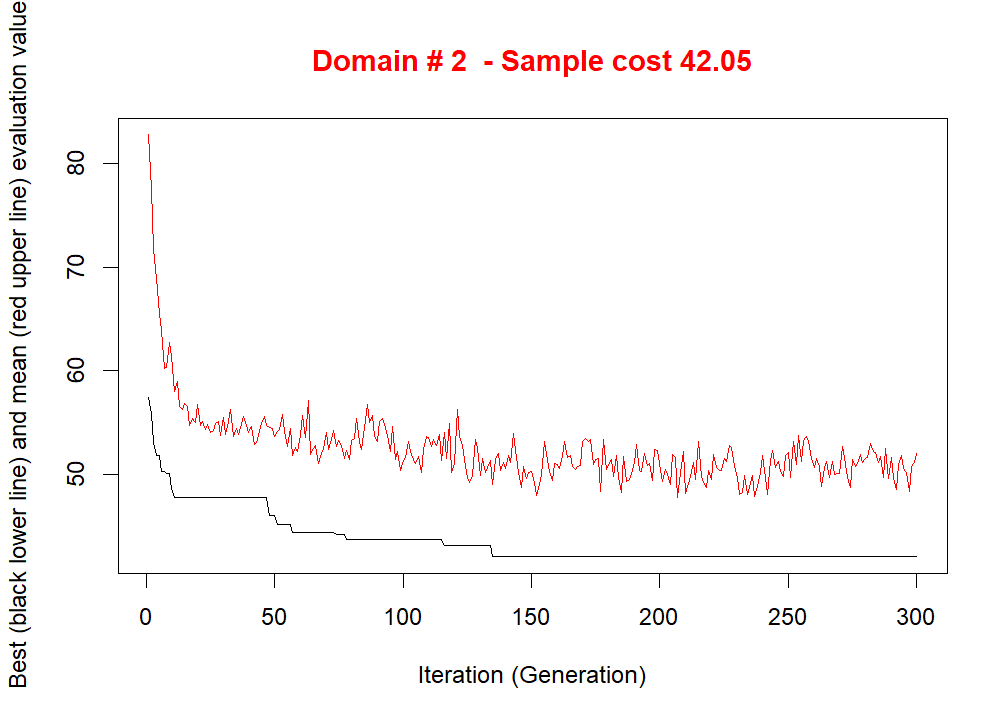 Domain # 2  - Sample cost 42.05
Best (black lower line) and mean (red upper line) evaluation value
80
70
60
50
0 50 100 150 200 250 300
Iteration (Generation)